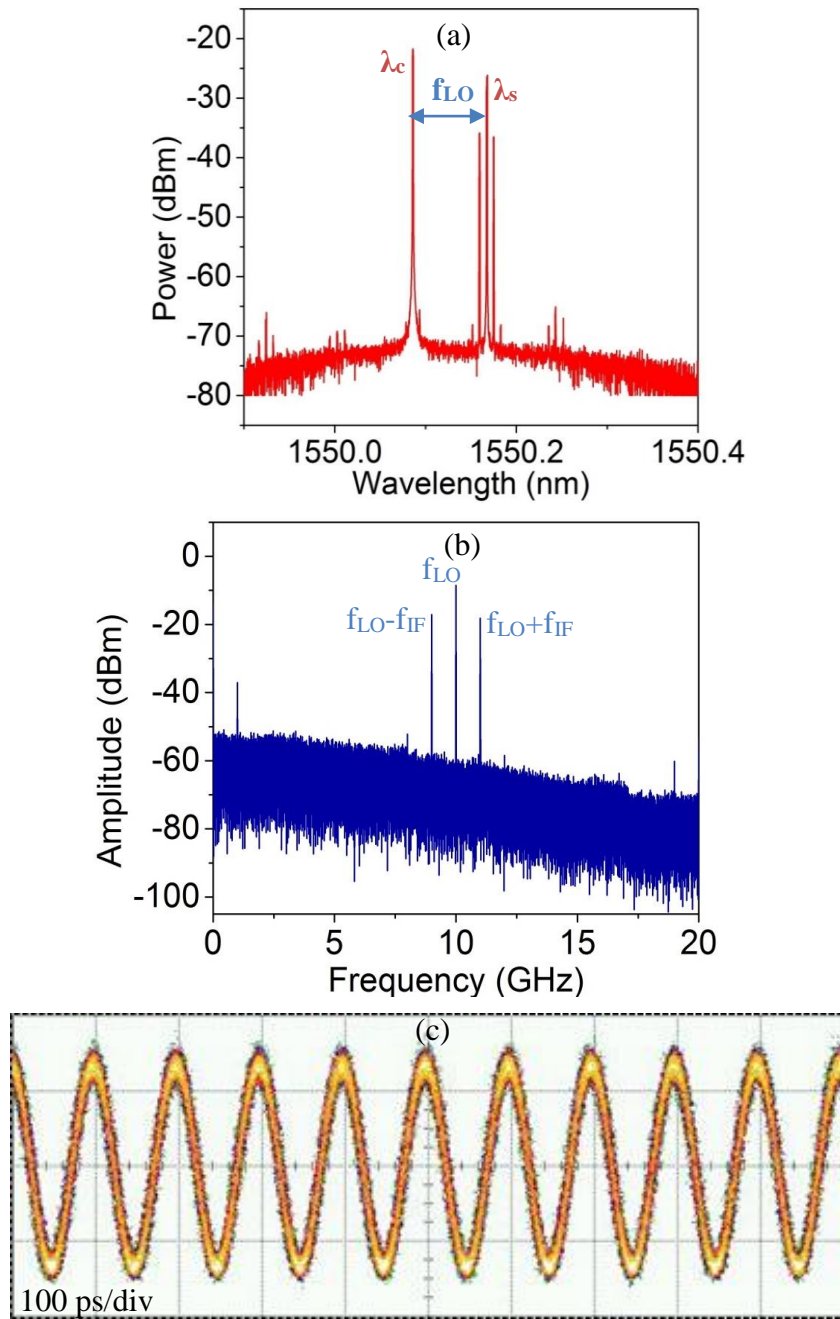 (a)
-20
-30
-40
-50
-60
-70
-80
Power (dBm)
λc
fLO
λs
1550.0 1550.2 1550.4
Wavelength (nm)
(b)
0
-20
-40
-60
-80
-100
Amplitude (dBm)
fLO
fLO-fIF fLO+fIF
0 5 10 15 20
Frequency (GHz)
(c)
100 ps/div